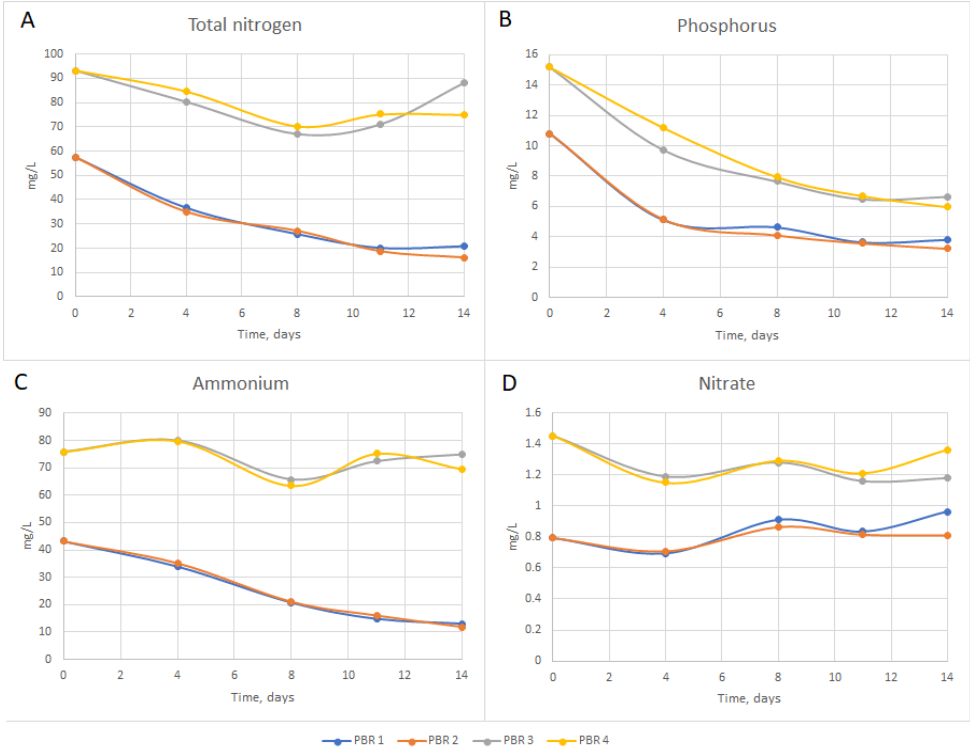 A
Total nitrogen
100
90
80
70
60
50
40
30
20
10
0
mg/L
0 2 4 6 8 10 12 14
Time, days
B
Phosphorus
16
14
12
10
8
6
4
2
0
mg/L
0 2 4 6 8 10 12 14
Time, days
C
Ammonium
90
80
70
60
50
40
30
20
10
0
mg/L
0 2 4 6 8 10 12 14
Time, days
D
Nitrate
1.6
1.4
1.2
1
0.8
0.6
0.4
0.2
0
mg/L
0 2 4 6 8 10 12 14
Time, days
PBR 1 PBR 2 PBR 3 PBR 4